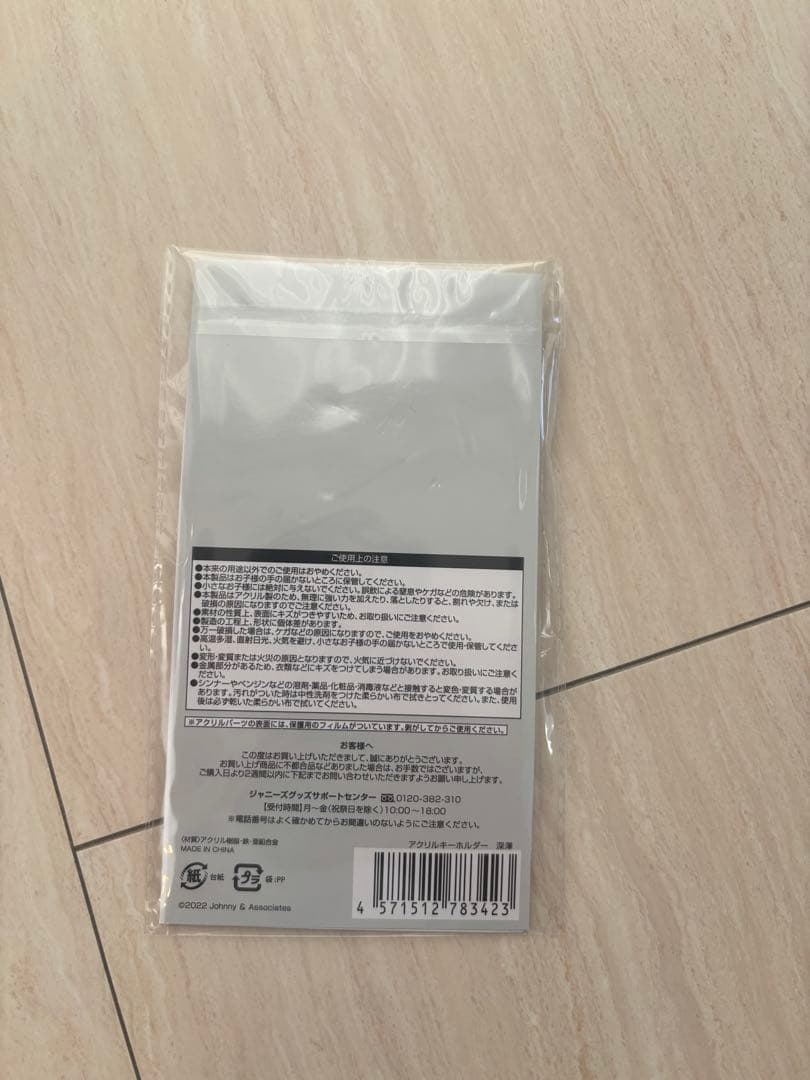 ご使用上の注意
●本来の用途以外でのご使用はおやめください。
●本製品はお子様の手の届かないところに保管してください。
●小さなお子様には絶対に与えないでください。誤飲による窒息やケガなどの危険があります。
●本製品はアクリル製のため、無理に強い力を加えたり、落としたりすると、割れや欠け、または
破損の原因になりますのでご注意ください。
●素材の性質上、表面にキズがつきやすいため、お取り扱いにご注意ください。
●製造の工程上、形状に個体差があります。
●万一破損した場合は、ケガなどの原因になりますので、ご使用をおやめください。
●高温多湿、直射日光、火気を避け、小さなお子様の手の届かないところで使用・保管してくださ
い。
●変形・変質または火災の原因となりますので、火気に近づけないでください。
●金属部分があるため、衣類などにキズをつけてしまう場合があります。お取り扱いにご注意くだ
さい。
●シンナーやベンジンなどの溶剤・薬品・化粧品・消毒液などと接触すると変色・変質する場合が
あります。汚れがついた時は中性洗剤をつけた柔らかい布で拭きとってください。また、使用
後は必ず乾いた柔らかい布で拭いてください。
※アクリルパーツの表面には、保護用のフィルムがついています。剥がしてからご使用ください。
お客様へ
この度はお買い上げいただきまして、誠にありがとうございます。
お買い上げ商品に不都合品などありました場合は、お手数ではございますが、
ご購入日より2週間以内に下記までお問い合わせいただきますようお願い申し上げます。
ジャニーズグッズサポートセンター 0120-382-310
【受付時間】月〜金(祝祭日を除く)10:00〜18:00
※電話番号はよく確かめてからお間違いのないようにご注意ください。
〈材質〉アクリル樹脂・鉄・亜鉛合金
MADE IN CHINA
アクリルキーホルダー 深澤
紙 台紙 プラ 袋:PP
4 571512 783423
©2022 Johnny & Associates